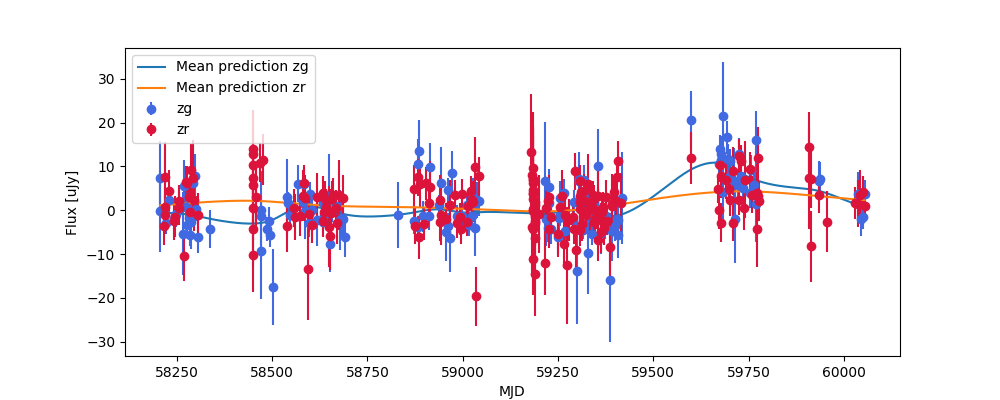 Mean prediction zg
Mean prediction zr
zg
zr
30
20
10
0
−10
−20
−30
Flux [uJy]
58250
58500
58750
59000
59250
59500
59750
60000
MJD